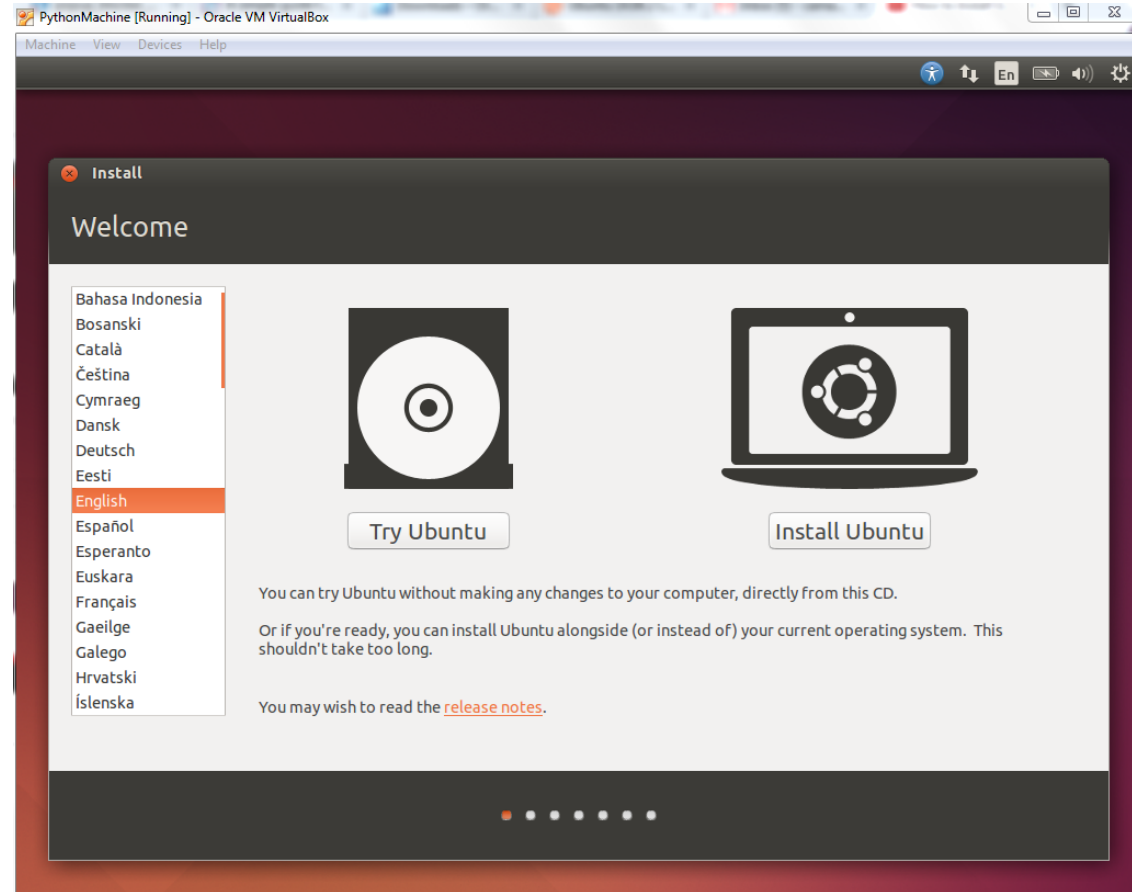 PythonMachine [Running] - Oracle VM VirtualBox
Machine View Devices Help
En
Install
Welcome
Bahasa Indonesia
Bosanski
Català
Čeština
Cymraeg
Dansk
Deutsch
Eesti
English
Español
Esperanto
Euskara
Français
Gaeilge
Galego
Hrvatski
Íslenska
Try Ubuntu
Install Ubuntu
You can try Ubuntu without making any changes to your computer, directly from this CD.
Or if you're ready, you can install Ubuntu alongside (or instead of) your current operating system. This
shouldn't take too long.
You may wish to read the release notes.